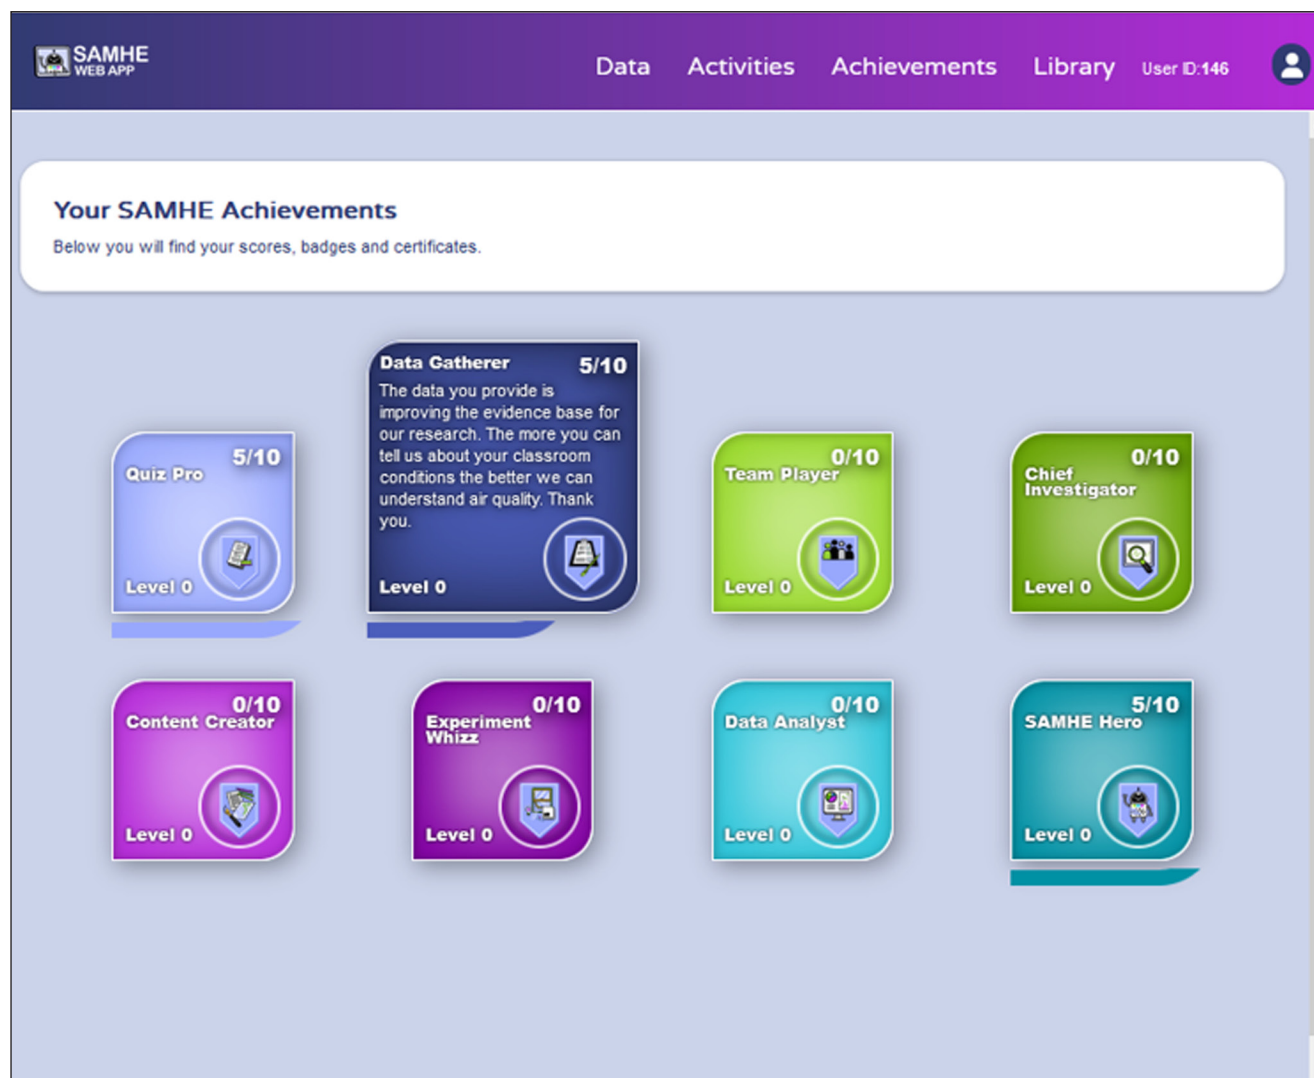 SAMHE
WEB APP
Data Activities Achievements Library User ID:146
Your SAMHE Achievements
Below you will find your scores, badges and certificates.
Quiz Pro
5/10
Level 0
Data Gatherer
5/10
The data you provide is
improving the evidence base for
our research. The more you can
tell us about your classroom
conditions the better we can
understand air quality. Thank
you.
Level 0
Team Player
0/10
Level 0
Chief
Investigator
0/10
Level 0
Content Creator
0/10
Level 0
Experiment
Whizz
0/10
Level 0
Data Analyst
0/10
Level 0
SAMHE Hero
5/10
Level 0